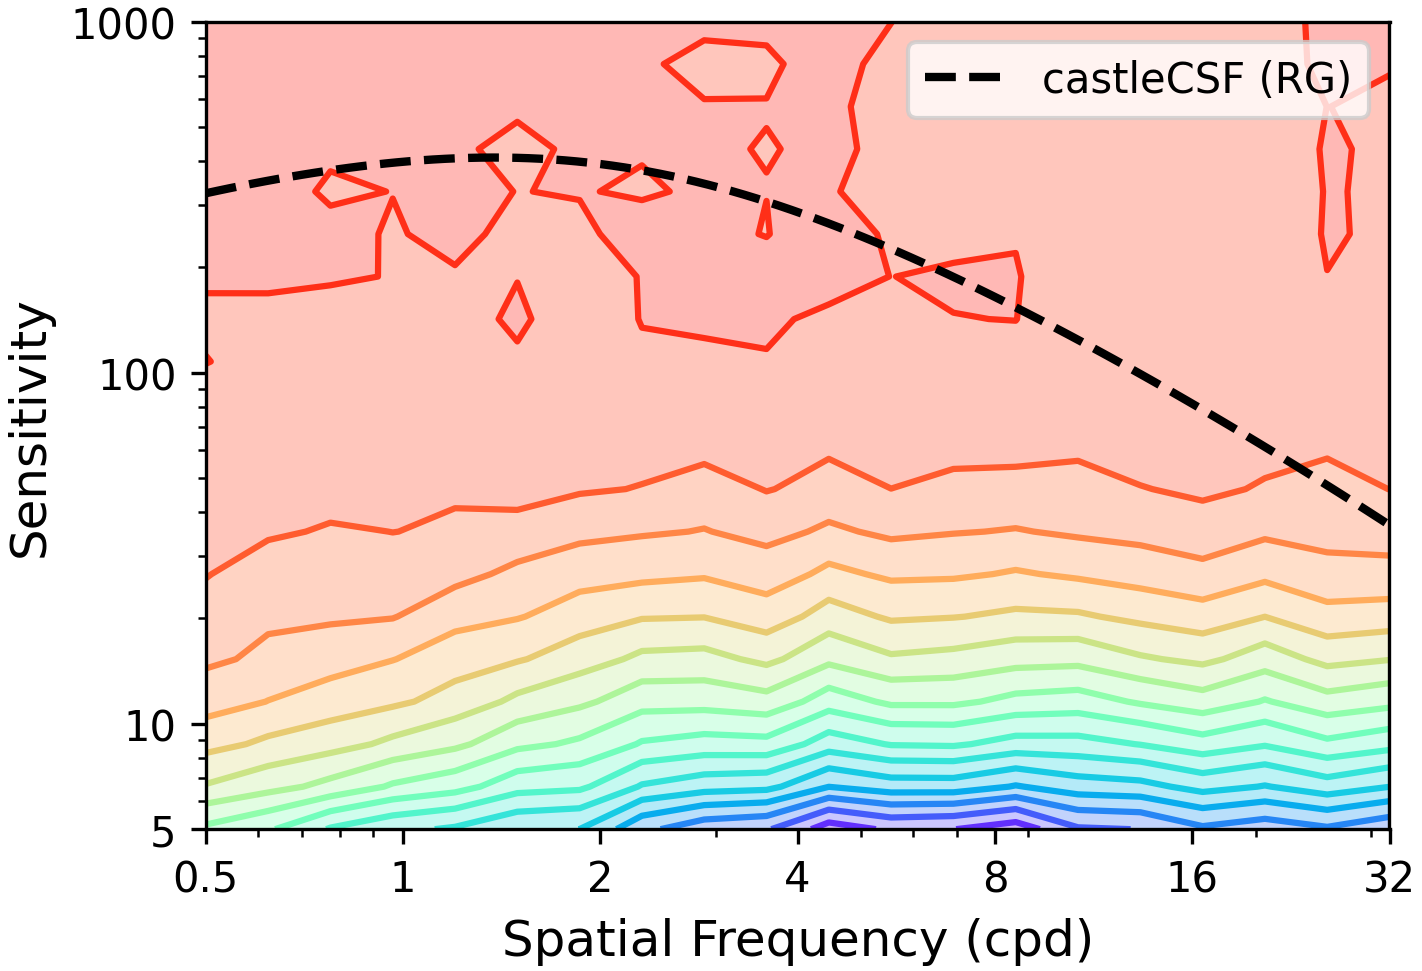 1000
castleCSF (RG)
100
10
5
Sensitivity
0.5 1 2 4 8 16 32
Spatial Frequency (cpd)